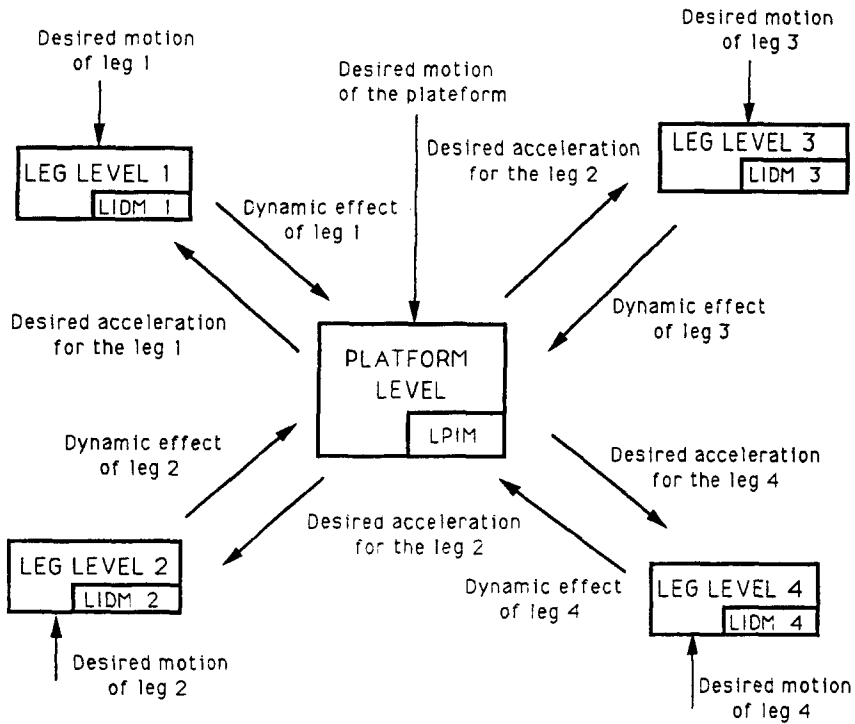 Desired motion
of leg 1
Desired motion
of the plateform
Desired motion
of leg 3
LEG LEVEL 1
LIDM 1
Desired acceleration
for the leg 2
LEG LEVEL 3
LIDM 3
Dynamic effect
of leg 1
Desired acceleration
for the leg 1
Dynamic effect
of leg 3
PLATFORM
LEVEL
LPIM
Dynamic effect
of leg 2
Desired acceleration
for the leg 4
Desired acceleration
for the leg 2
LEG LEVEL 2
LIDM 2
Dynamic effect
of leg 4
LEG LEVEL 4
LIDM 4
Desired motion
of leg 2
Desired motion
of leg 4